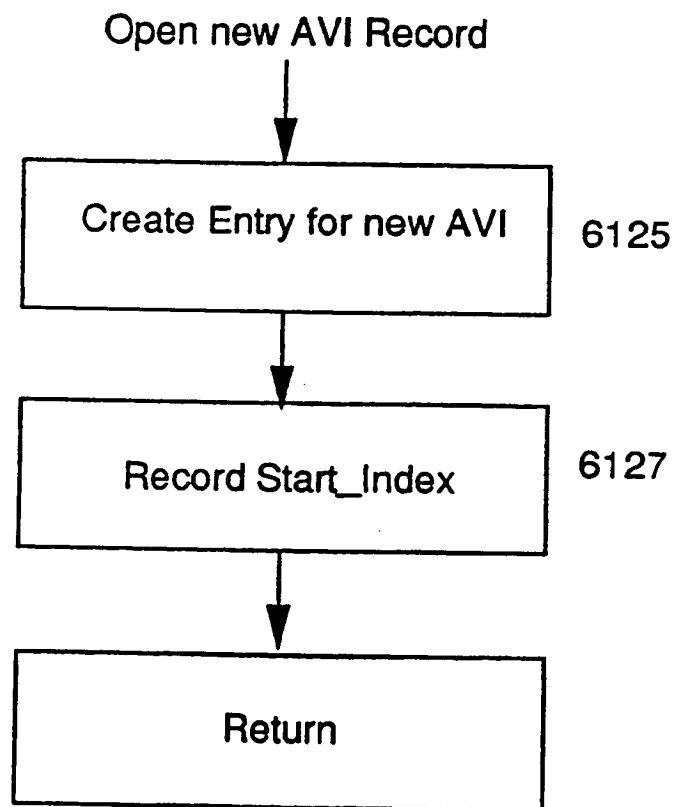 Open new AVI Record
Create Entry for new AVI
6125
Record Start_Index
6127
Return